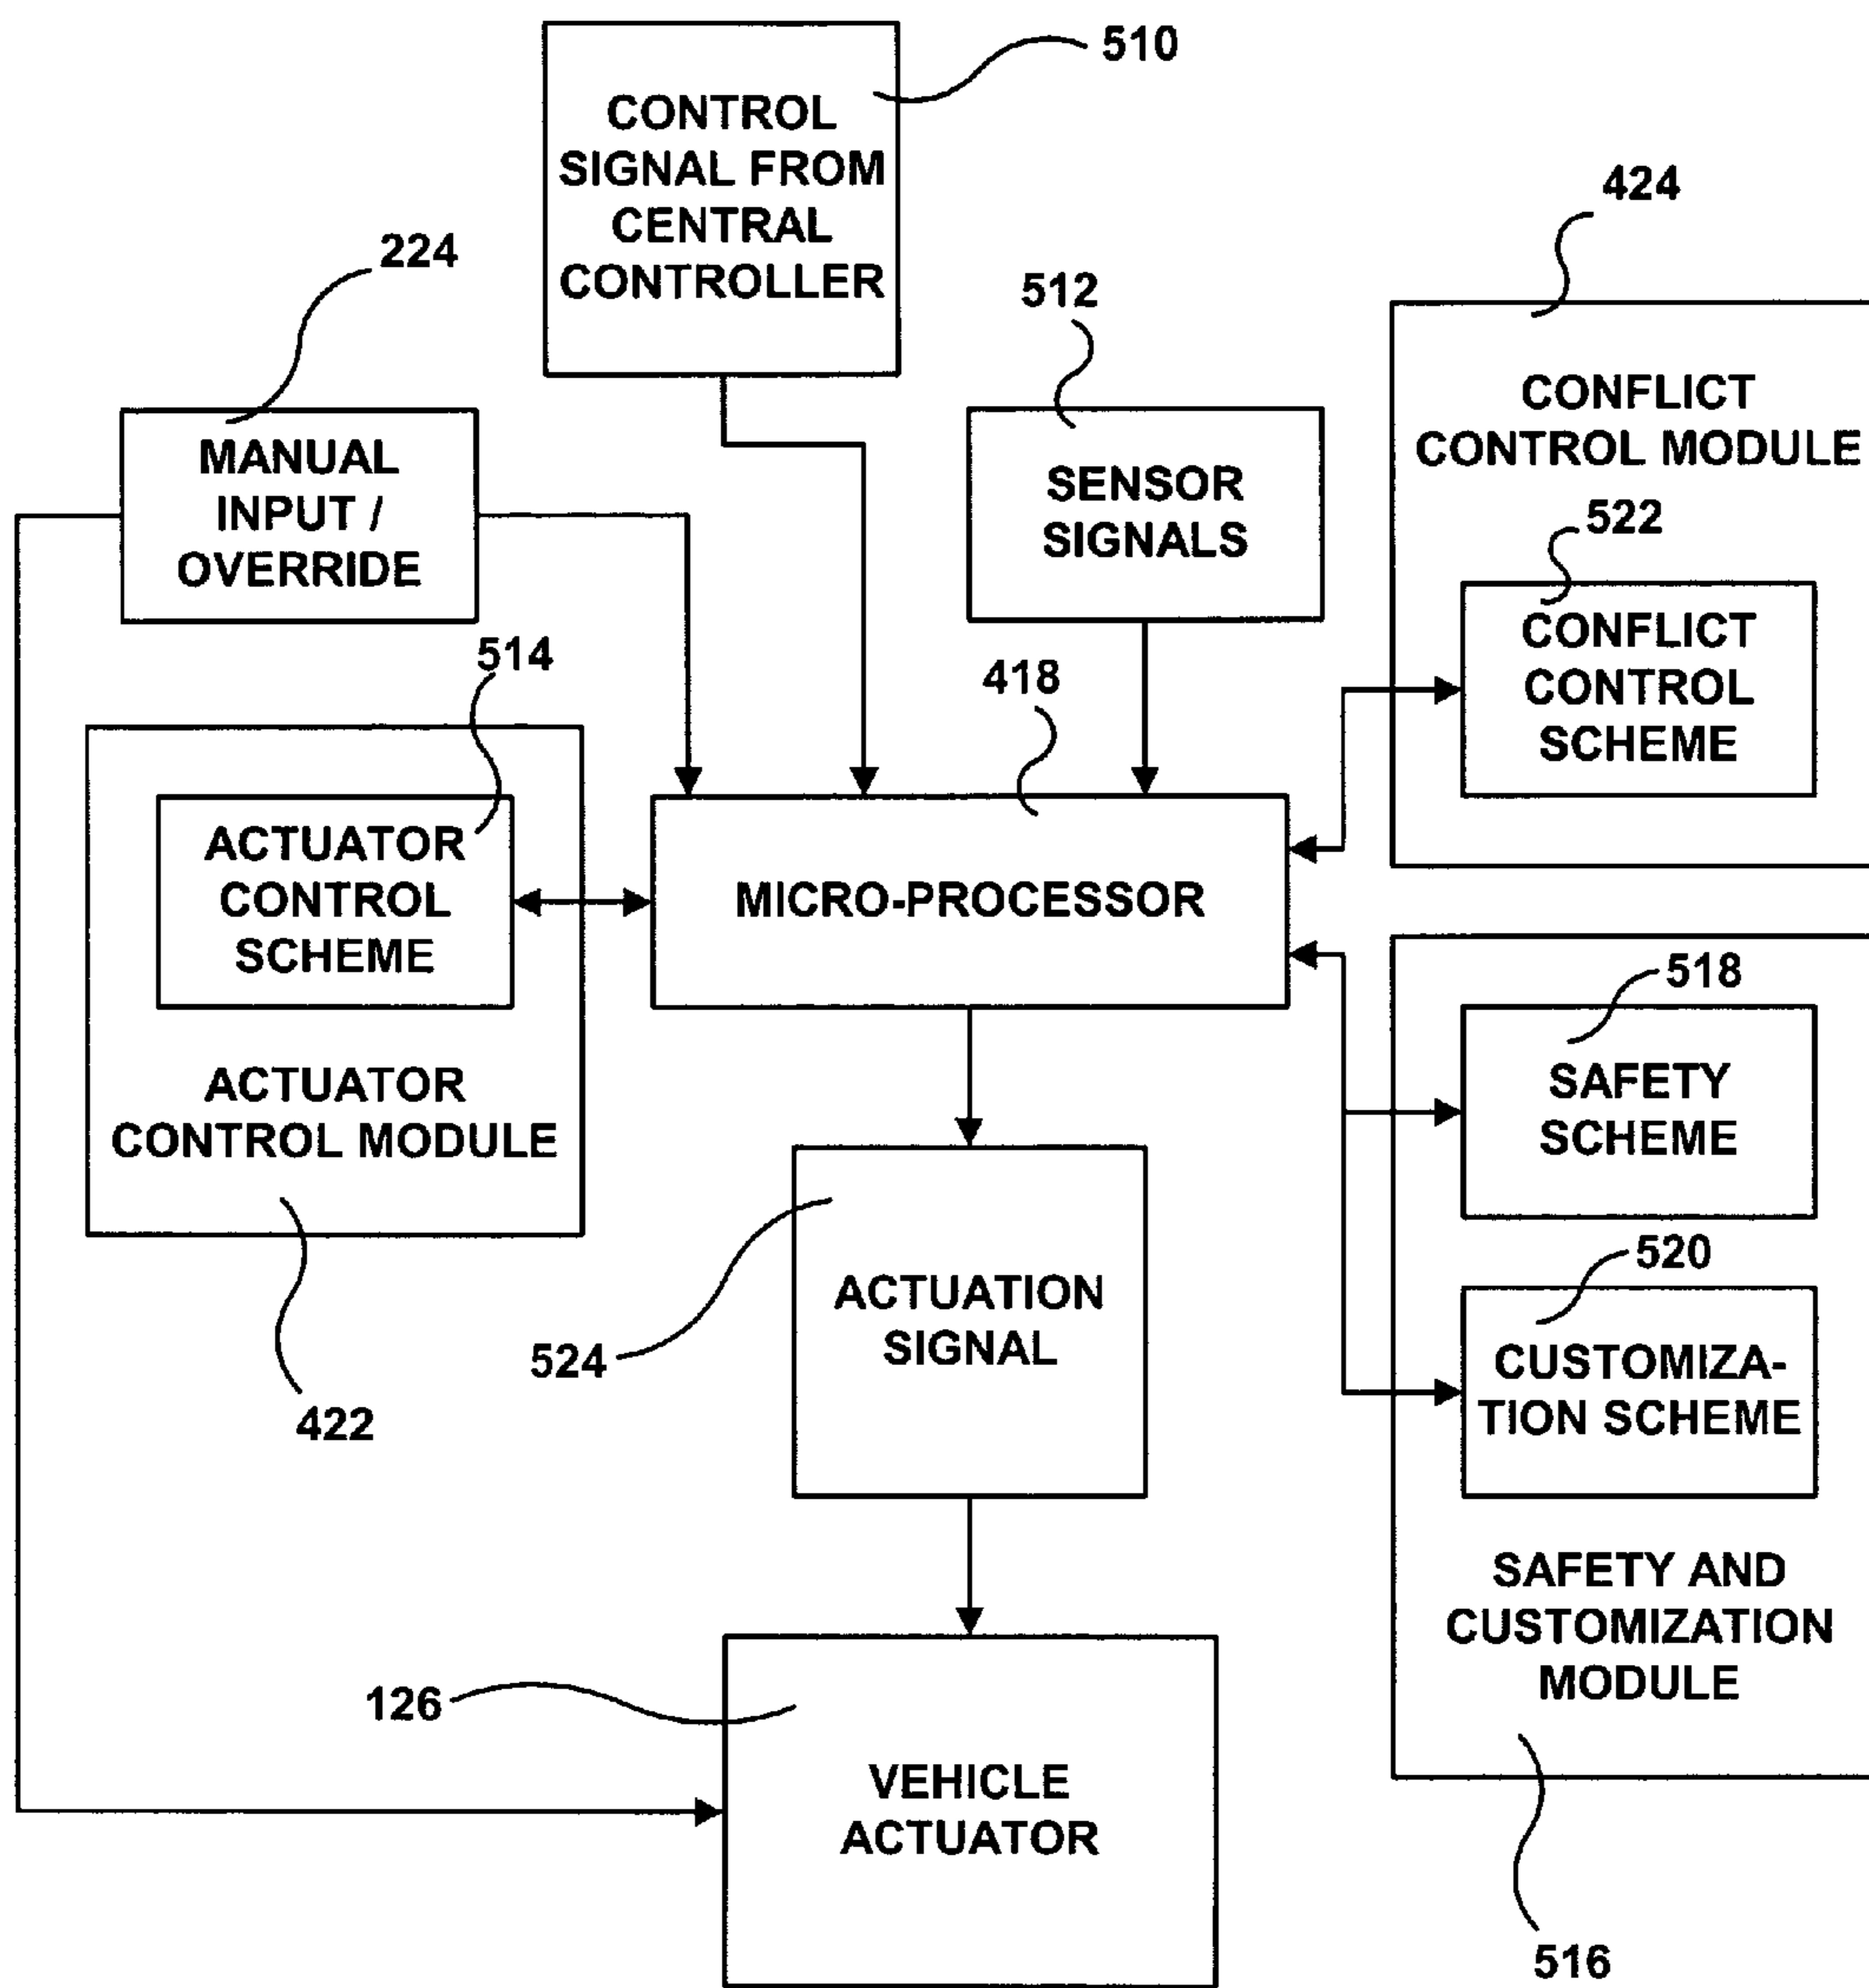 510
CONTROL
SIGNAL FROM
CENTRAL
CONTROLLER
224
MANUAL
INPUT /
OVERRIDE
512
SENSOR
SIGNALS
424
CONFLICT
CONTROL MODULE
522
CONFLICT
CONTROL
SCHEME
514
ACTUATOR
CONTROL
SCHEME
ACTUATOR
CONTROL MODULE
422
418
MICRO-PROCESSOR
518
SAFETY
SCHEME
520
CUSTOMIZA-
TION SCHEME
SAFETY AND
CUSTOMIZATION
MODULE
516
524
ACTUATION
SIGNAL
126
VEHICLE
ACTUATOR